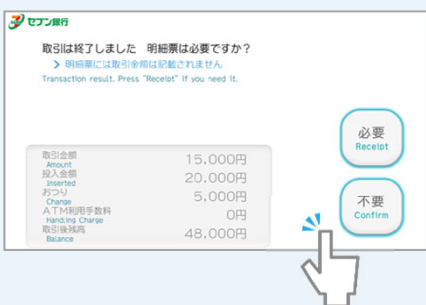 セブン銀行
取引は終了しました 明細票は必要ですか？
明細票には取引金額は記載されません
Transaction result. Press "Receipt" If you need it.
必要
Receipt
取引金額 15,000円
Amount
投入金額 20,000円
Inserted
おつり 5,000円
Change
ATM利用手数料 0円
Handling Charge
取引後残高 48,000円
Balance
不要
Confirm